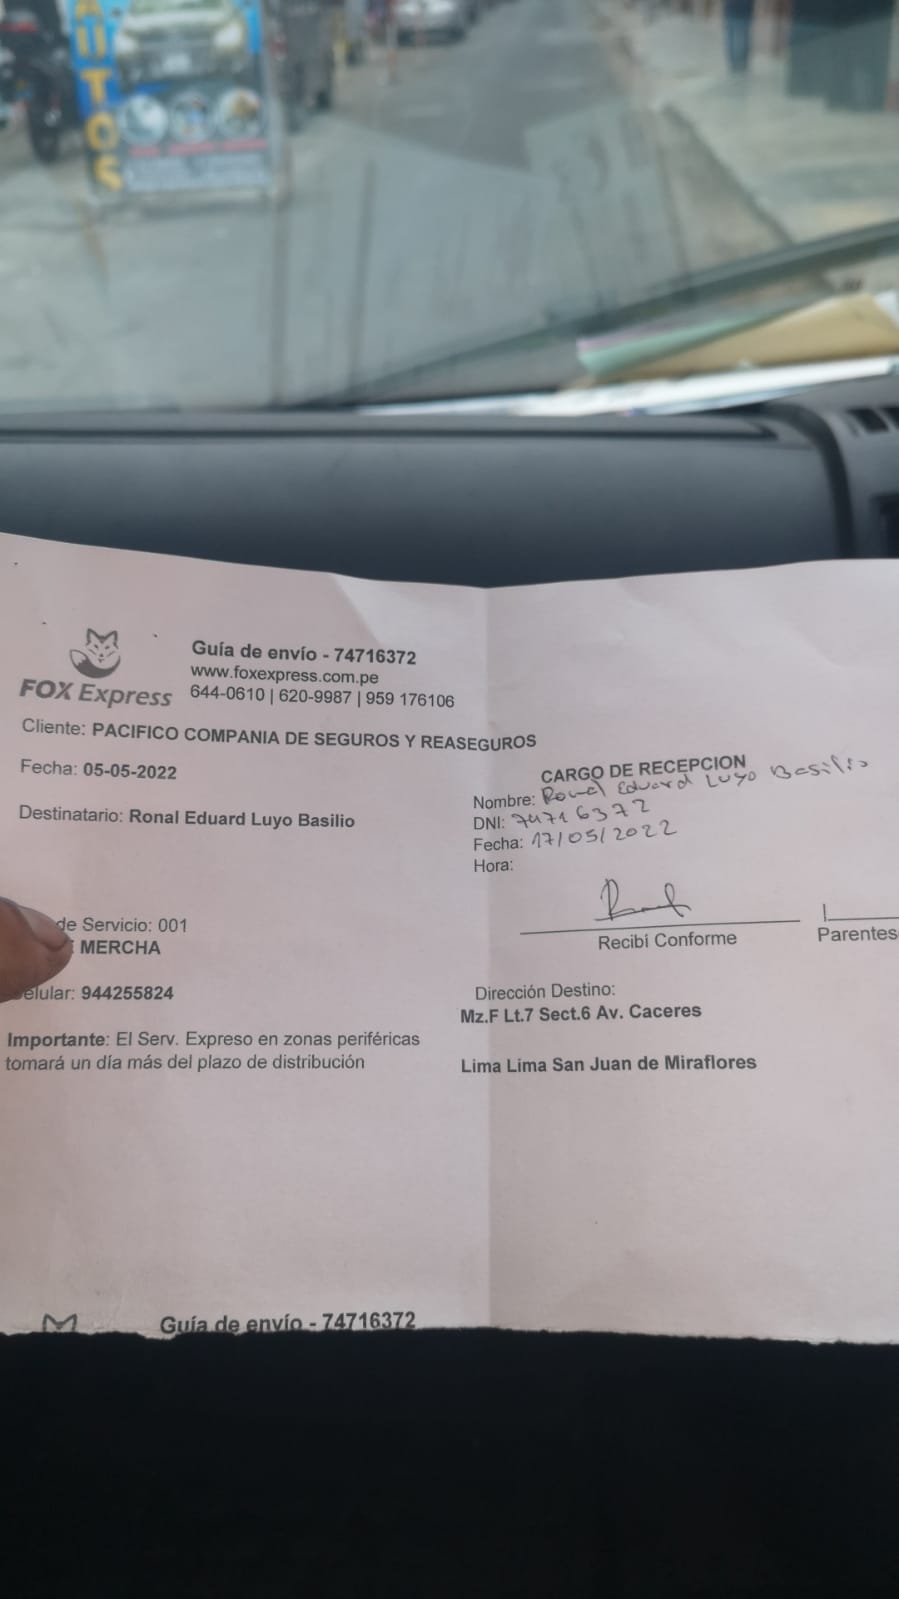 AUTOS
Guía de envío - 74716372
www.foxexpress.com.pe
FOX Express
644-0610 | 620-9987 | 959 176106
Cliente: PACIFICO COMPANIA DE SEGUROS Y REASEGUROS
Fecha: 05-05-2022
Destinatario: Ronal Eduard Luyo Basilio
CARGO DE RECEPCION
Nombre: Ronal Eduard Luyo Basilio
DNI: 74716372
Fecha: 17/05/2022
Hora:
de Servicio: 001
MERCHA
Recibí Conforme
Parentes
elular: 944255824
Importante: El Serv. Expreso en zonas periféricas
tomará un día más del plazo de distribución
Dirección Destino:
Mz.F Lt.7 Sect.6 Av. Caceres
Lima Lima San Juan de Miraflores
Guía de envío - 74716372